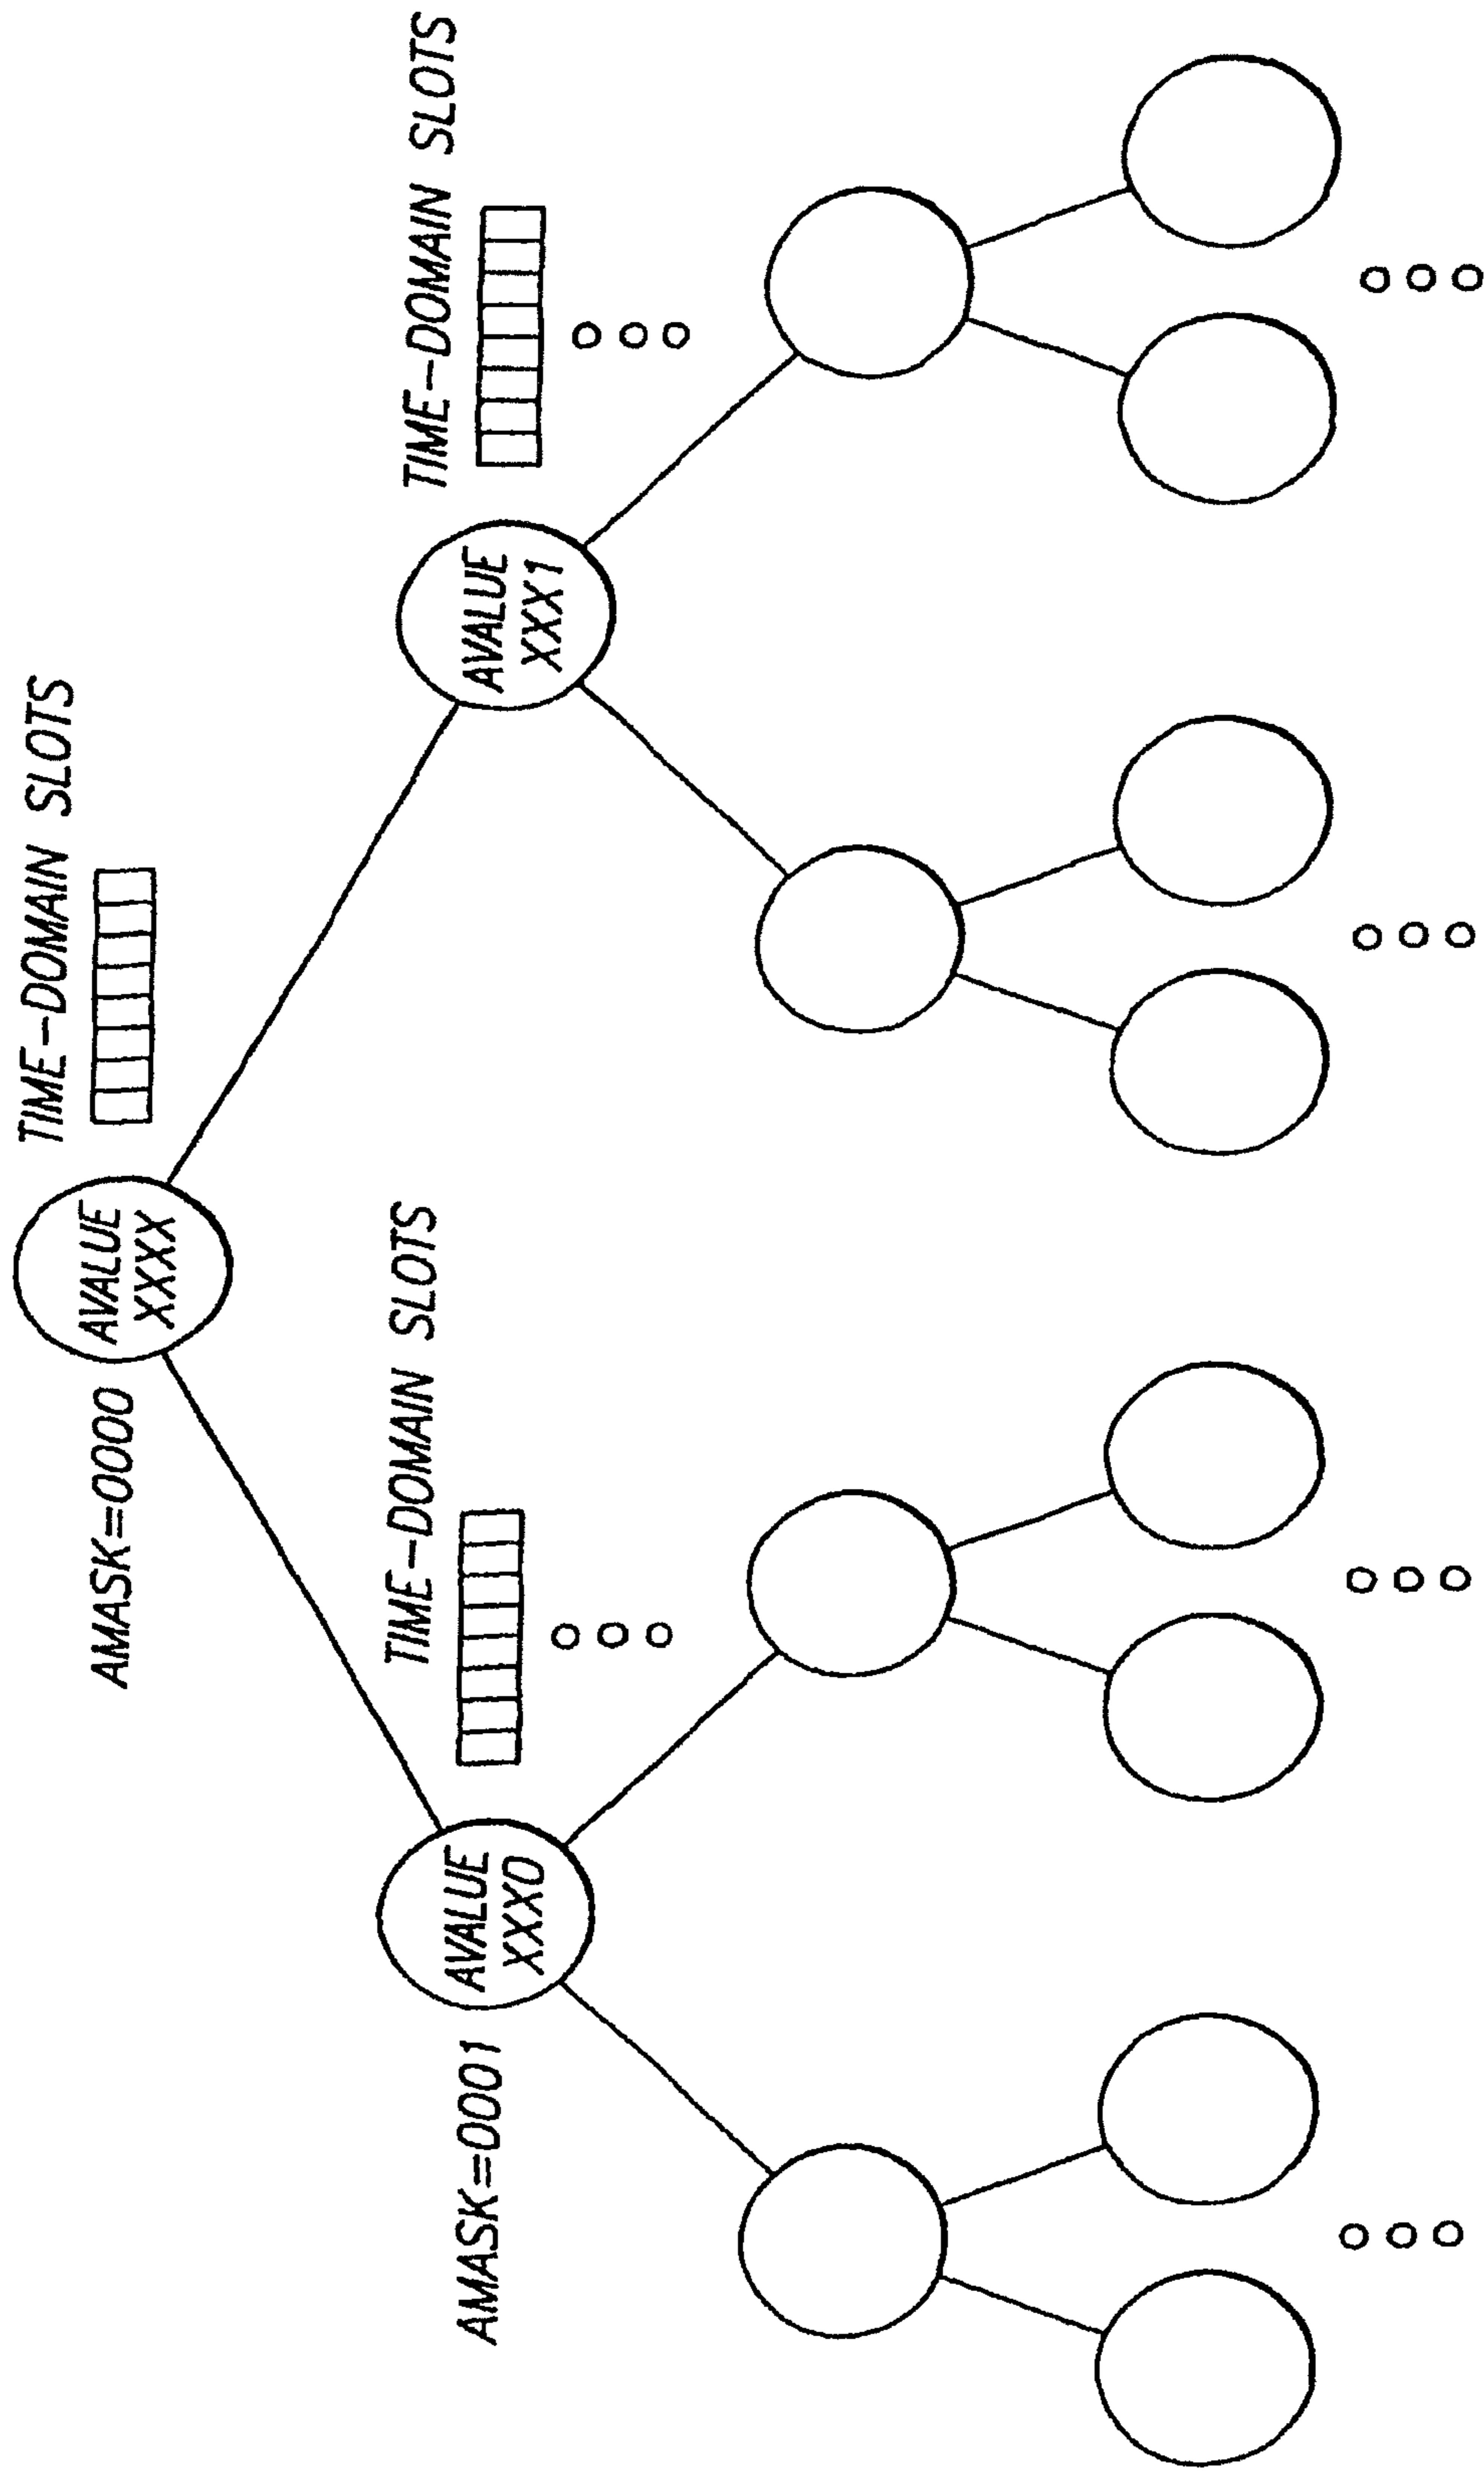 AMASK=0000
AVALUE
XXXX
TIME-DOMAIN SLOTS
AMASK=0001
AVALUE
XXX0
TIME-DOMAIN SLOTS
AVALUE
XXX1
TIME-DOMAIN SLOTS